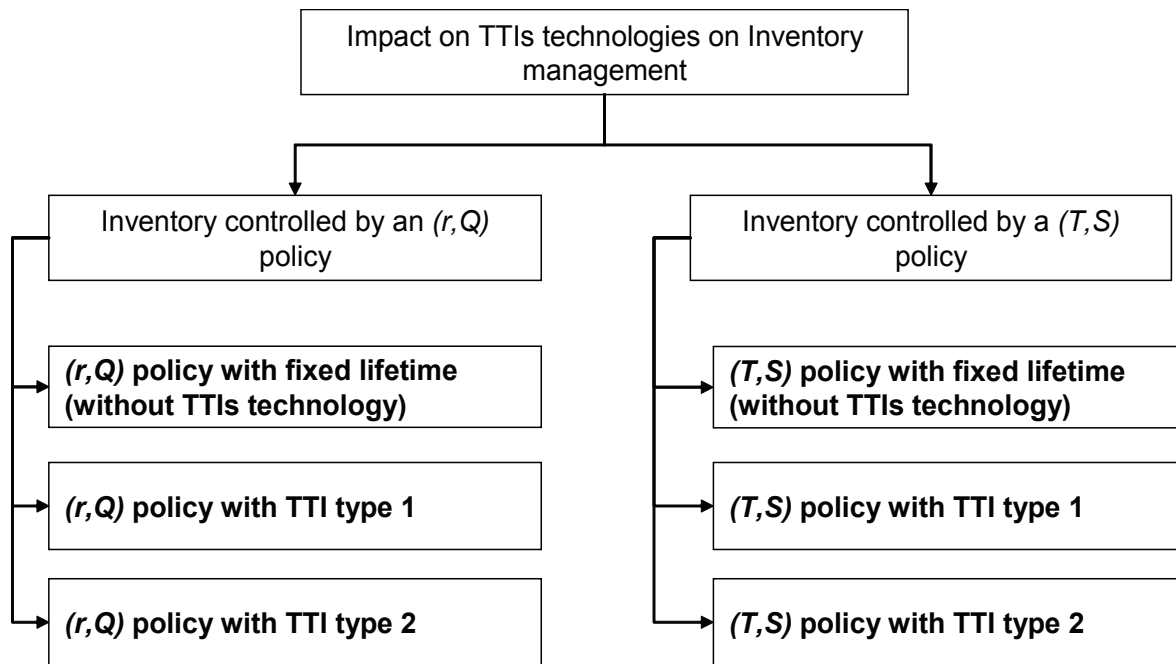 Impact on TTIs technologies on Inventory
management
Inventory controlled by an (r,Q)
policy
(r,Q) policy with fixed lifetime
(without TTIs technology)
(r,Q) policy with TTI type 1
(r,Q) policy with TTI type 2
Inventory controlled by a (T,S)
policy
(T,S) policy with fixed lifetime
(without TTIs technology)
(T,S) policy with TTI type 1
(T,S) policy with TTI type 2